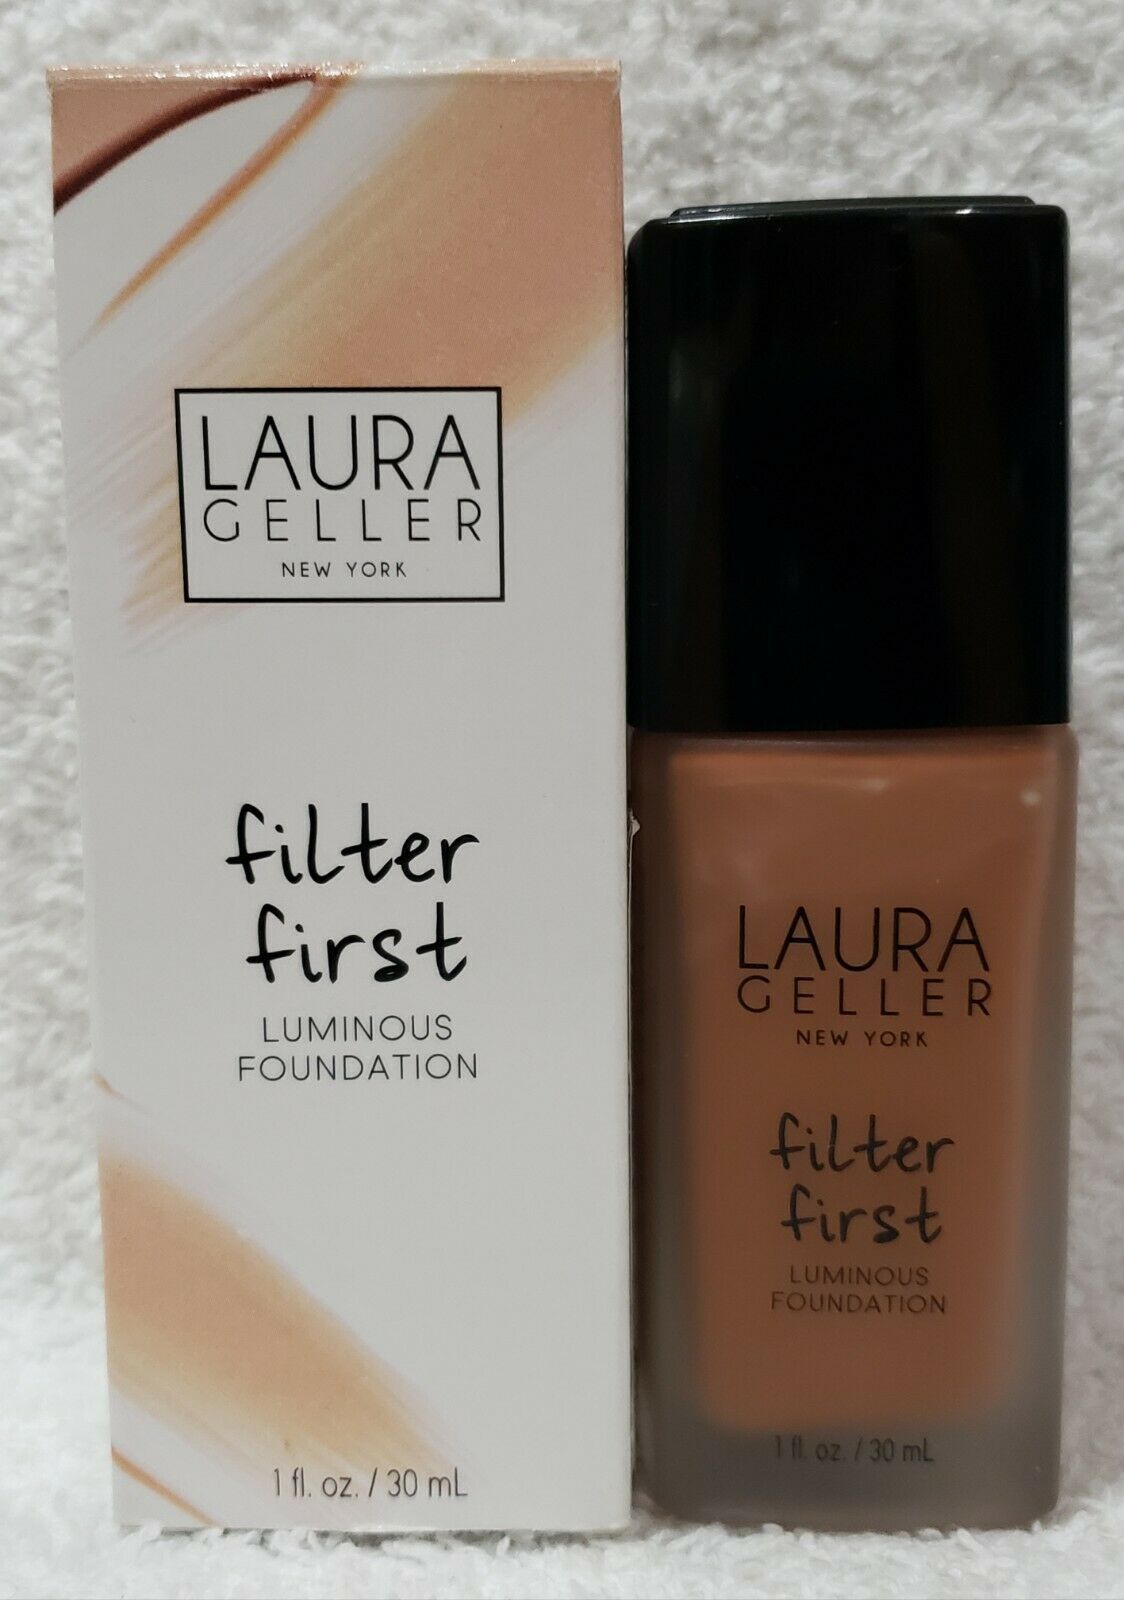 LAURA
GELLER
NEW YORK
filter
first
LUMINOUS
FOUNDATION
1 fl. oz. / 30 mL
LAURA
GELLER
NEW YORK
filter
first
LUMINOUS
FOUNDATION
1 fl. oz. / 30 mL